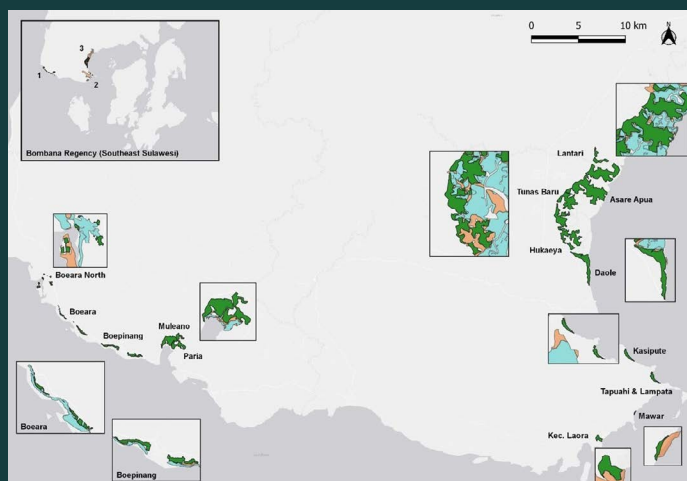 0 5 10 km
N
3
1
2
Bombana Regency (Southeast Sulawesi)
Lantari
Tunas Baru
Asare Apua
Hukaeya
Daole
Boeara North
Boeara
Muleano
Boepinang
Paria
Kasipute
Tapuahi & Lampata
Mawar
Kec. Laora
Boeara
Boepinang